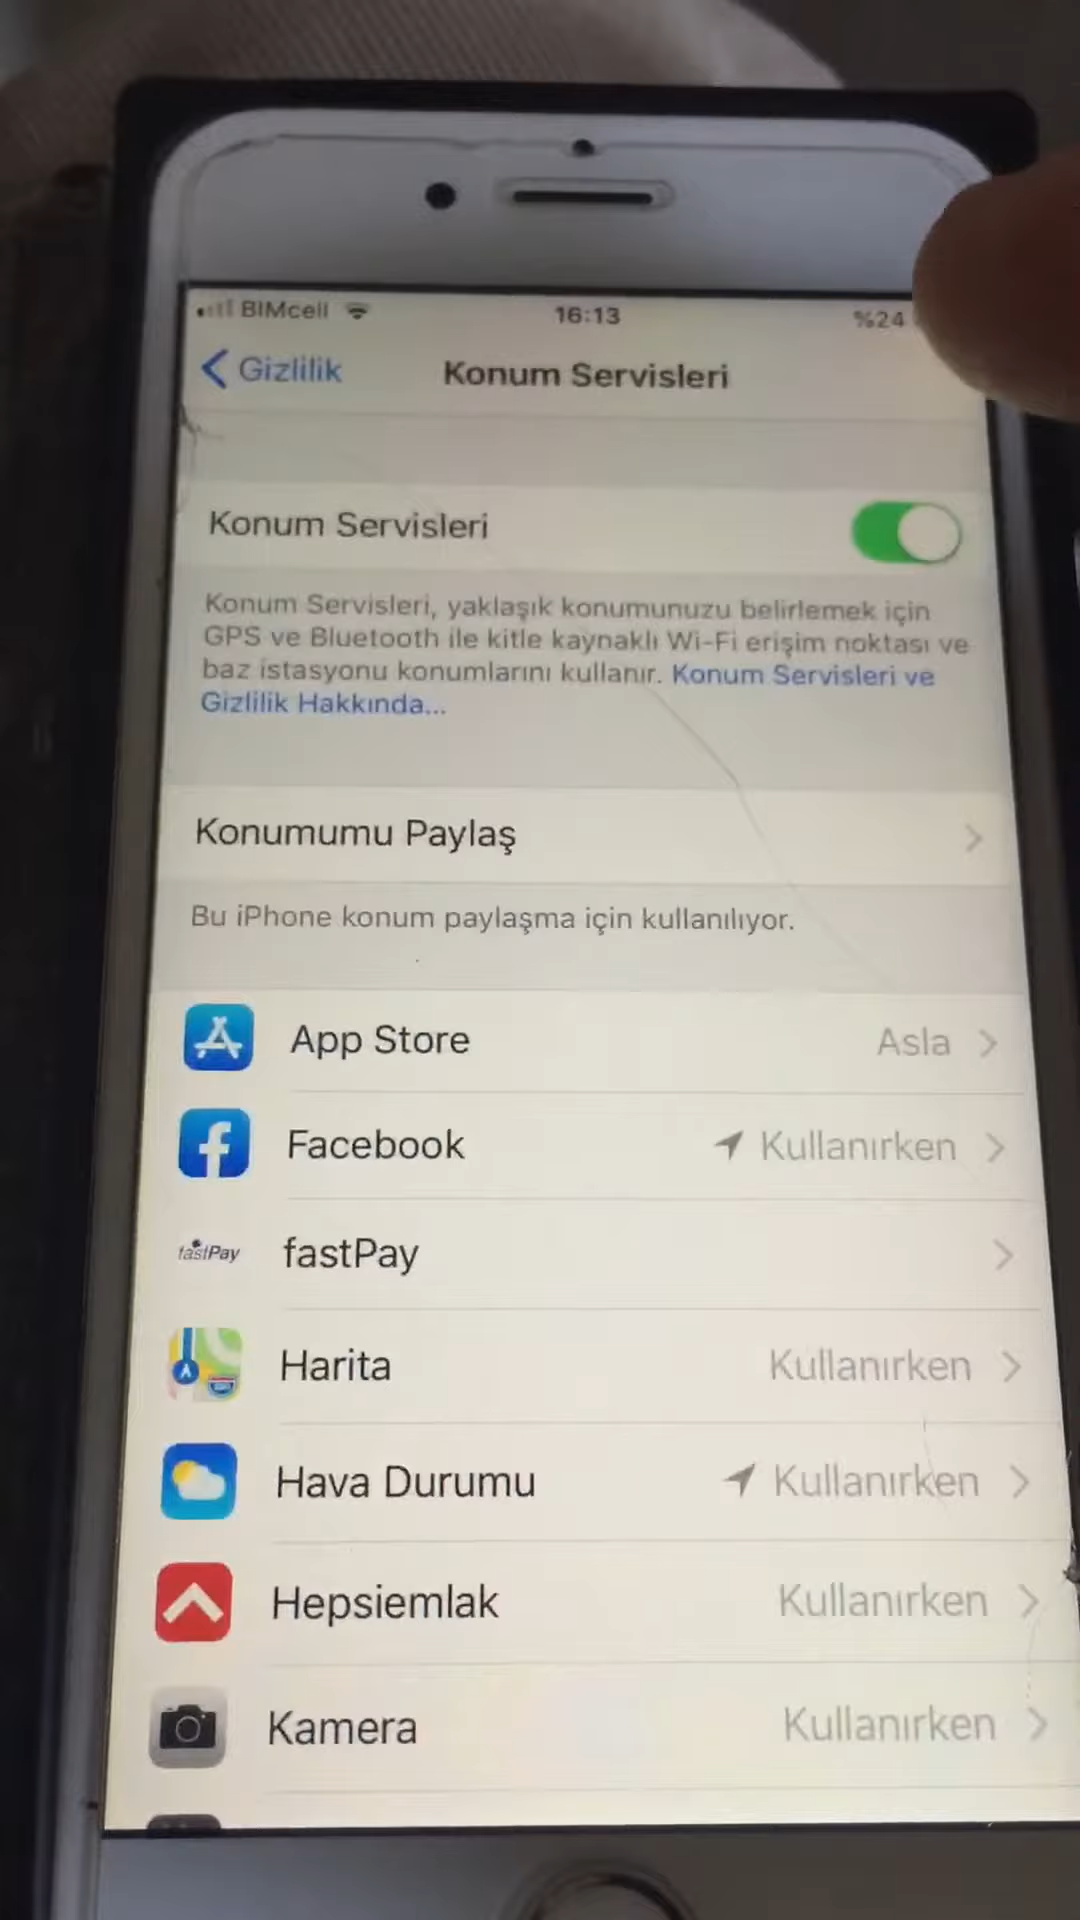 BIMcell 16:13 %24
Gizlilik Konum Servisleri
Konum Servisleri
Konum Servisleri, yaklaşık konumunuzu belirlemek için
GPS ve Bluetooth ile kitle kaynaklı Wi-Fi erişim noktası ve
baz istasyonu konumlarını kullanır. Konum Servisleri ve
Gizlilik Hakkında...
Konumumu Paylaş
Bu iPhone konum paylaşma için kullanılıyor.
App Store Asla
Facebook Kullanırken
fastPay fastPay
Harita Kullanırken
Hava Durumu Kullanırken
Hepsiemlak Kullanırken
Kamera Kullanırken